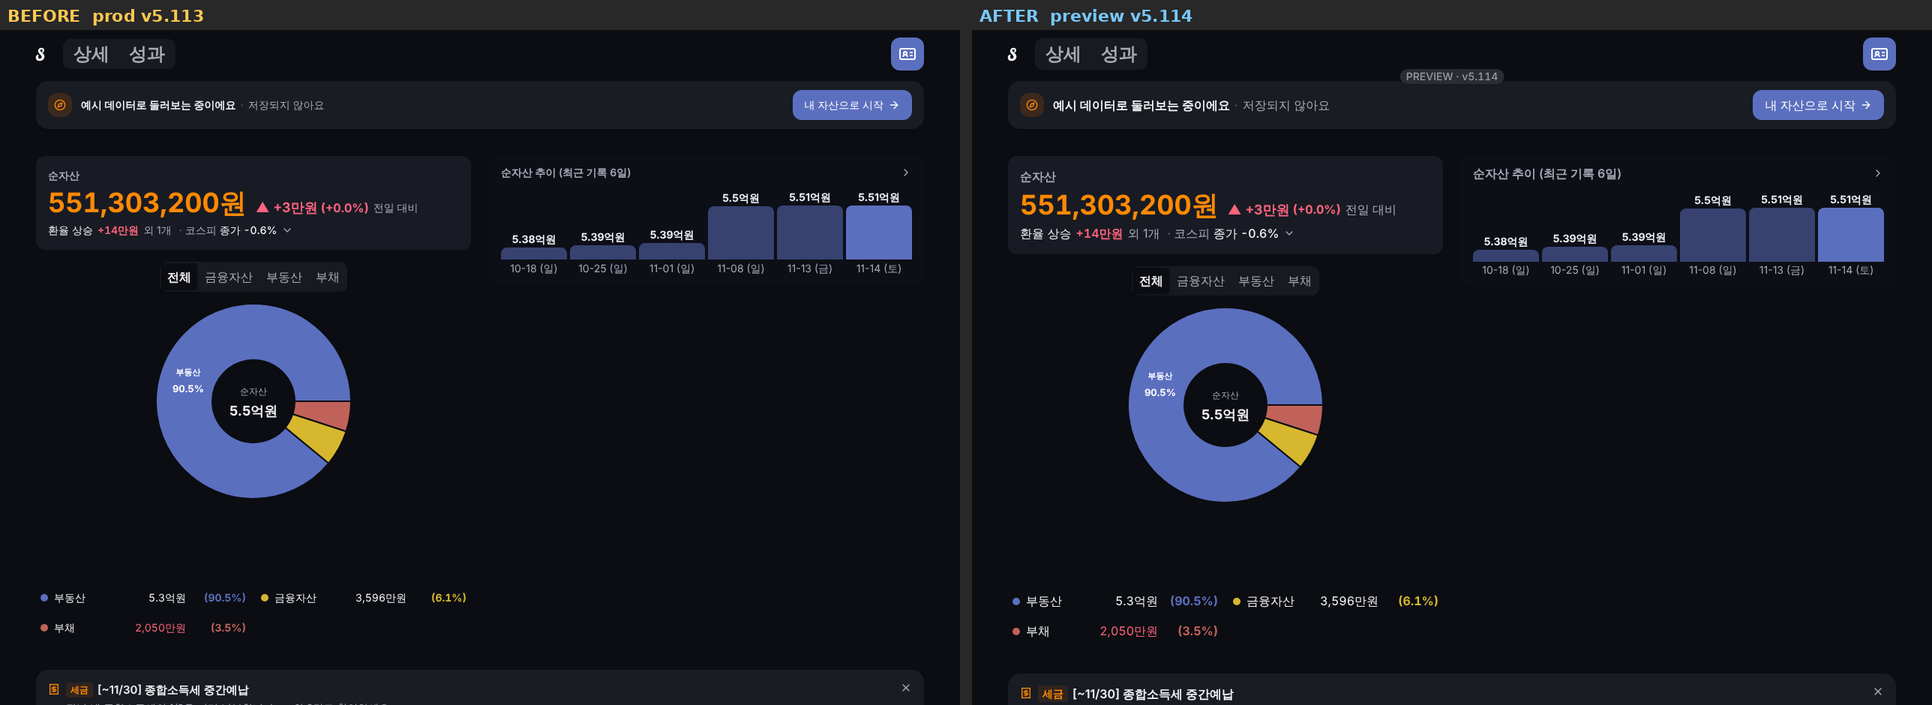 BEFORE prod v5.113
상세 성과
예시 데이터로 둘러보는 중이에요 · 저장되지 않아요
내 자산으로 시작 →
순자산
551,303,200원 ▲ +3만원 (+0.0%) 전일 대비
환율 상승 +14만원 외 1개 · 코스피 종가 -0.6%
순자산 추이 (최근 기록 6일)
5.38억원 5.39억원 5.39억원 5.5억원 5.51억원 5.51억원
10-18 (일) 10-25 (일) 11-01 (일) 11-08 (일) 11-13 (금) 11-14 (토)
전체 금융자산 부동산 부채
부동산
90.5%
순자산
5.5억원
부동산 5.3억원 (90.5%) 금융자산 3,596만원 (6.1%)
부채 2,050만원 (3.5%)
세금 [~11/30] 종합소득세 중간예납
AFTER preview v5.114
상세 성과
PREVIEW · v5.114
예시 데이터로 둘러보는 중이에요 · 저장되지 않아요
내 자산으로 시작 →
순자산
551,303,200원 ▲ +3만원 (+0.0%) 전일 대비
환율 상승 +14만원 외 1개 · 코스피 종가 -0.6%
순자산 추이 (최근 기록 6일)
5.38억원 5.39억원 5.39억원 5.5억원 5.51억원 5.51억원
10-18 (일) 10-25 (일) 11-01 (일) 11-08 (일) 11-13 (금) 11-14 (토)
전체 금융자산 부동산 부채
부동산
90.5%
순자산
5.5억원
부동산 5.3억원 (90.5%) 금융자산 3,596만원 (6.1%)
부채 2,050만원 (3.5%)
세금 [~11/30] 종합소득세 중간예납